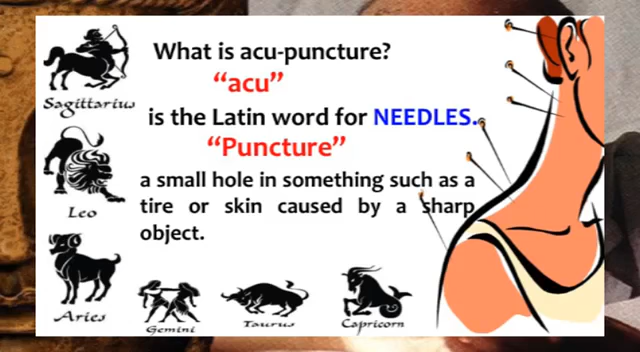 What is acu-puncture?
“acu”
is the Latin word for NEEDLES.
“Puncture”
a small hole in something such as a
tire or skin caused by a sharp
object.
Sagittarius
Leo
Aries
Gemini
Taurus
Capricorn